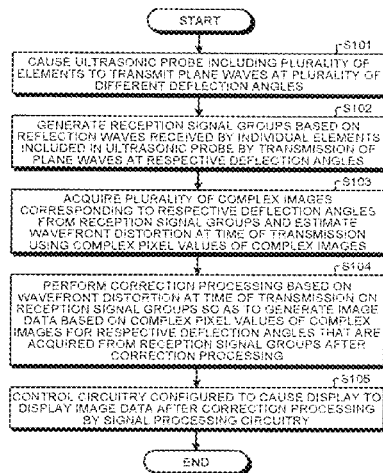 START
S101
CAUSE ULTRASONIC PROBE INCLUDING PLURALITY
OF ELEMENTS TO TRANSMIT PLANE WAVES AT PLURALITY OF
DIFFERENT DEFLECTION ANGLES
S102
GENERATE RECEPTION SIGNAL GROUPS BASED ON
REFLECTION WAVES RECEIVED BY INDIVIDUAL ELEMENTS
INCLUDED IN ULTRASONIC PROBE BY TRANSMISSION OF
PLANE WAVES AT RESPECTIVE DEFLECTION ANGLES
S103
ACQUIRE PLURALITY OF COMPLEX IMAGES
CORRESPONDING TO RESPECTIVE DEFLECTION ANGLES
FROM RECEPTION SIGNAL GROUPS AND ESTIMATE
WAVEFRONT DISTORTION AT TIME OF TRANSMISSION
USING COMPLEX PIXEL VALUES OF COMPLEX IMAGES
S104
PERFORM CORRECTION PROCESSING BASED ON
WAVEFRONT DISTORTION AT TIME OF TRANSMISSION ON
RECEPTION SIGNAL GROUPS SO AS TO GENERATE IMAGE
DATA BASED ON COMPLEX PIXEL VALUES OF COMPLEX
IMAGES FOR RESPECTIVE DEFLECTION ANGLES THAT ARE
ACQUIRED FROM RECEPTION SIGNAL GROUPS AFTER
CORRECTION PROCESSING
S105
CONTROL CIRCUITRY CONFIGURED TO CAUSE DISPLAY TO
DISPLAY IMAGE DATA AFTER CORRECTION PROCESSING
BY SIGNAL PROCESSING CIRCUITRY
END